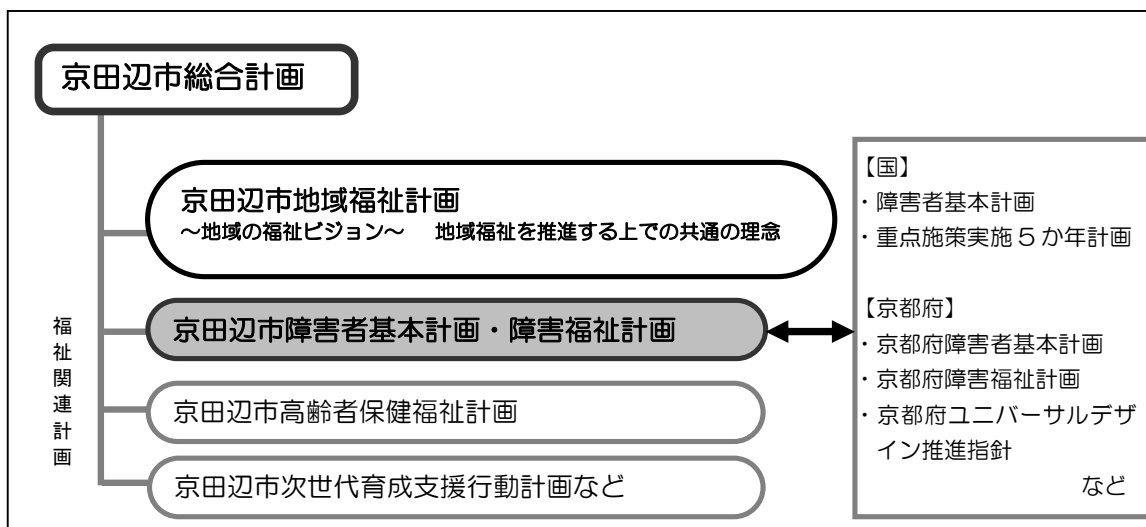 京田辺市総合計画
京田辺市地域福祉計画
～地域の福祉ビジョン～ 地域福祉を推進する上での共通の理念
福祉関連計画
京田辺市障害者基本計画・障害福祉計画
京田辺市高齢者保健福祉計画
京田辺市次世代育成支援行動計画など
【国】
・障害者基本計画
・重点施策実施５か年計画
【京都府】
・京都府障害者基本計画
・京都府障害福祉計画
・京都府ユニバーサルデザ
イン推進指針
など